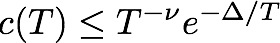 c(T) ≤ T^{-ν} e^{-Δ/T}